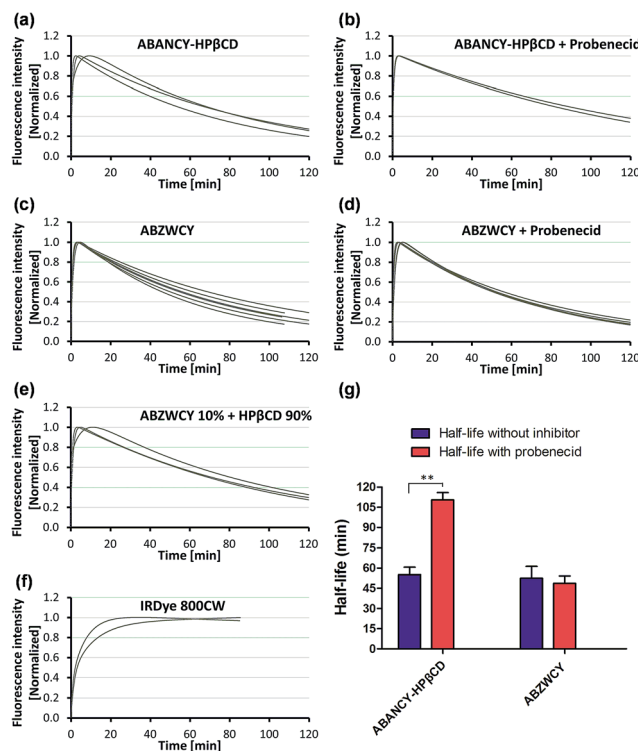 (a)
ABANCY-HPβCD
Fluorescence intensity
[Normalized]
1.2
1.0
0.8
0.6
0.4
0.2
0.0
0 20 40 60 80 100 120
Time [min]
(b)
ABANCY-HPβCD + Probenecid
Fluorescence intensity
[Normalized]
1.2
1.0
0.8
0.6
0.4
0.2
0.0
0 20 40 60 80 100 120
Time [min]
(c)
ABZWCY
Fluorescence intensity
[Normalized]
1.2
1.0
0.8
0.6
0.4
0.2
0.0
0 20 40 60 80 100 120
Time [min]
(d)
ABZWCY + Probenecid
Fluorescence intensity
[Normalized]
1.2
1.0
0.8
0.6
0.4
0.2
0.0
0 20 40 60 80 100 120
Time [min]
(e)
ABZWCY 10% + HPβCD 90%
Fluorescence intensity
[Normalized]
1.2
1.0
0.8
0.6
0.4
0.2
0.0
0 20 40 60 80 100 120
Time [min]
(f)
IRDye 800CW
Fluorescence intensity
[Normalized]
1.2
1.0
0.8
0.6
0.4
0.2
0.0
0 20 40 60 80 100 120
Time [min]
(g)
Half-life without inhibitor
Half-life with probenecid
Half-life (min)
120
105
90
75
60
45
30
15
0
**
ABANCY-HPβCD
ABZWCY